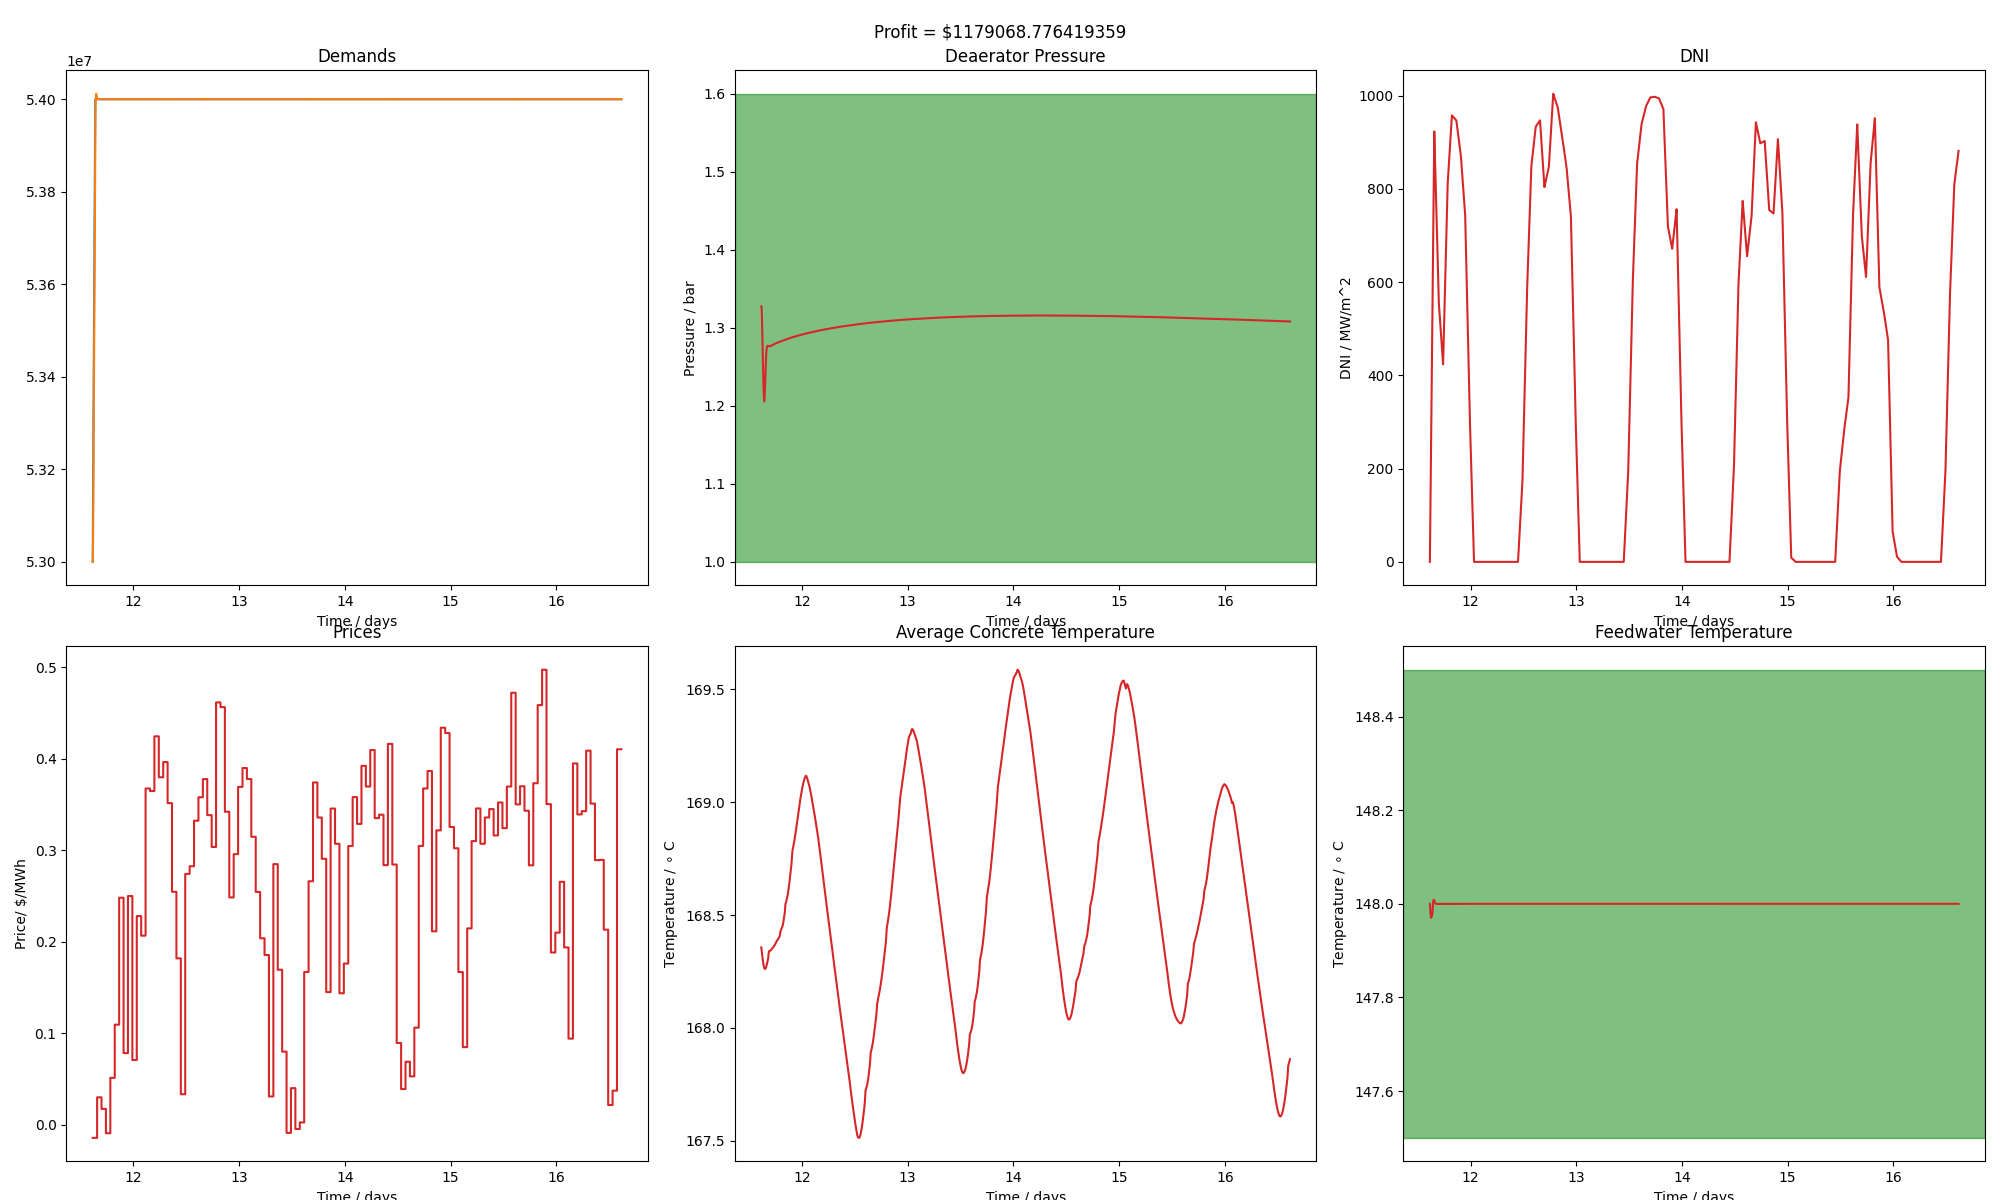 Profit = $1179068.776419359
Demands
1e7
5.40
5.38
5.36
5.34
5.32
5.30
12 13 14 15 16
Time / days
Deaerator Pressure
Pressure / bar
1.6
1.5
1.4
1.3
1.2
1.1
1.0
12 13 14 15 16
Time / days
DNI
DNI / MW/m^2
1000
800
600
400
200
0
12 13 14 15 16
Time / days
Prices
Price/ $/MWh
0.5
0.4
0.3
0.2
0.1
0.0
12 13 14 15 16
Time / days
Average Concrete Temperature
Temperature / ∘ C
169.5
169.0
168.5
168.0
167.5
12 13 14 15 16
Time / days
Feedwater Temperature
Temperature / ∘ C
148.4
148.2
148.0
147.8
147.6
12 13 14 15 16
Time / days